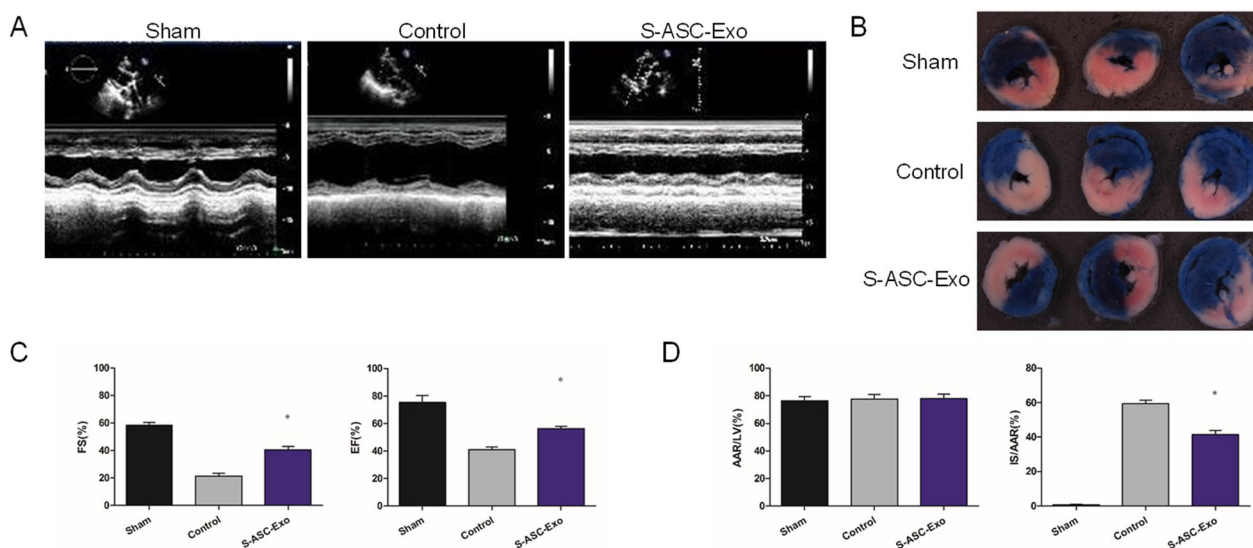 A
Sham
Control
S-ASC-Exo
B
Sham
Control
S-ASC-Exo
C
FS(%)
100
80
60
40
20
0
Sham
Control
S-ASC-Exo
*
EF(%)
100
80
60
40
20
0
Sham
Control
S-ASC-Exo
*
D
AAR/LV(%)
100
80
60
40
20
0
Sham
Control
S-ASC-Exo
IS/AAR(%)
80
60
40
20
0
Sham
Control
S-ASC-Exo
*